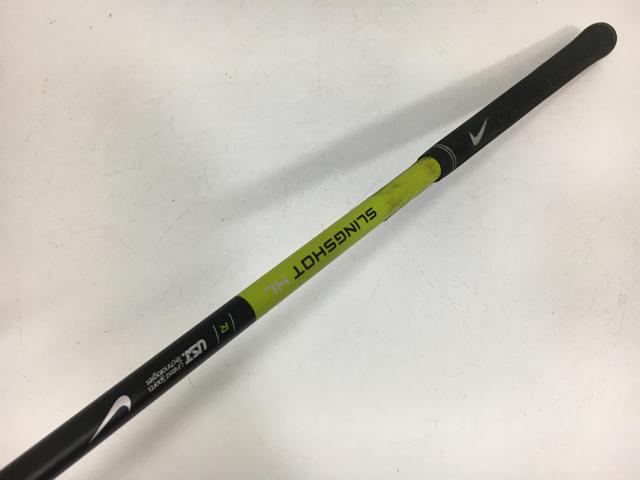 SLINGSHOT HL
R
UST
United Sports
Technologies